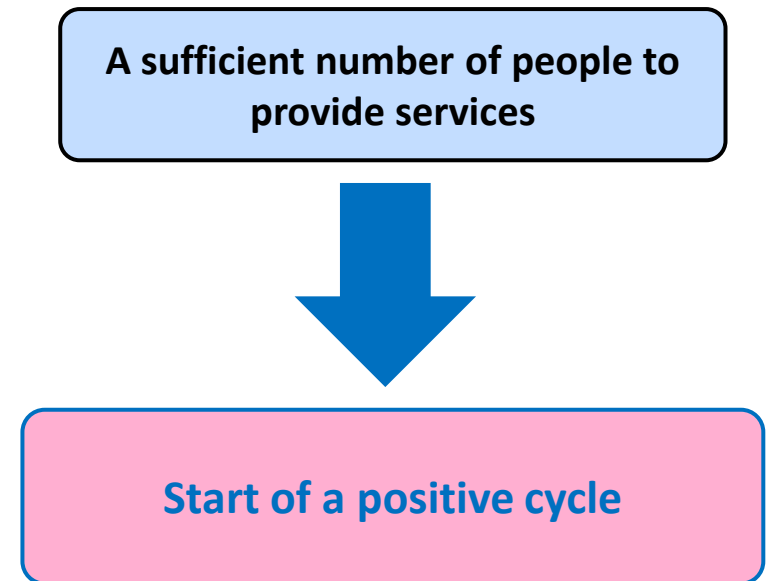 A sufficient number of people to
provide services
Start of a positive cycle